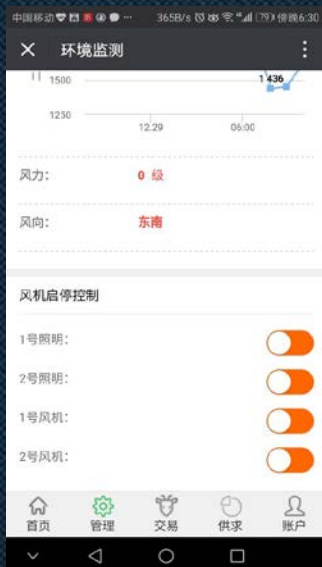 中国移动 365B/s 79 傍晚6:30
环境监测
1500
1 436
1250
12.29 06:00
风力: 0 级
风向: 东南
风机启停控制
1号照明:
2号照明:
1号风机:
2号风机:
首页 管理 交易 供求 账户